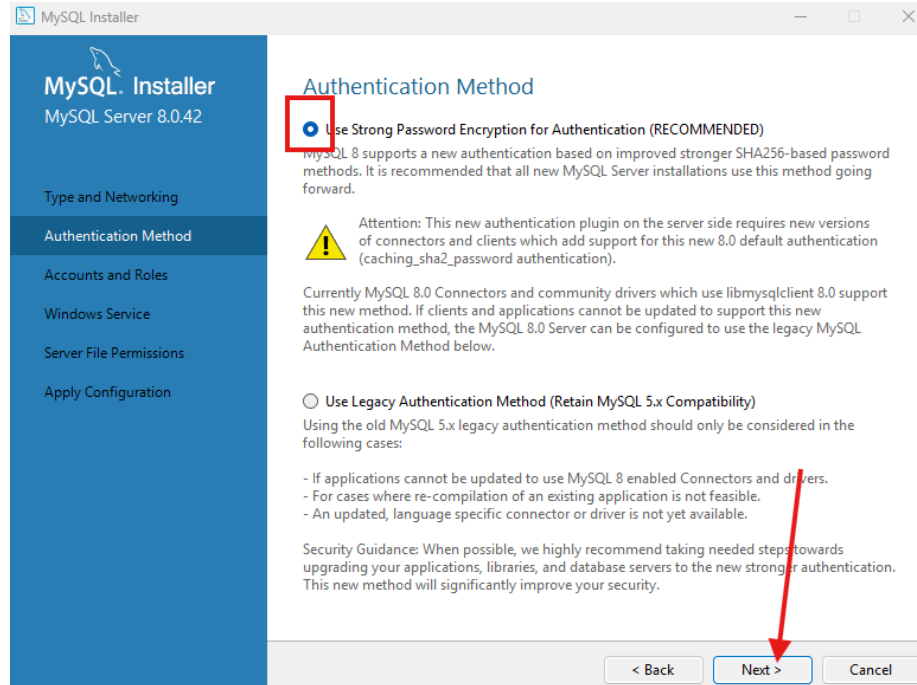 MySQL Installer
MySQL. Installer
MySQL Server 8.0.42
Type and Networking
Authentication Method
Accounts and Roles
Windows Service
Server File Permissions
Apply Configuration
Authentication Method
Use Strong Password Encryption for Authentication (RECOMMENDED)
MySQL 8 supports a new authentication based on improved stronger SHA256-based password
methods. It is recommended that all new MySQL Server installations use this method going
forward.
Attention: This new authentication plugin on the server side requires new versions
of connectors and clients which add support for this new 8.0 default authentication
(caching_sha2_password authentication).
Currently MySQL 8.0 Connectors and community drivers which use libmysqlclient 8.0 support
this new method. If clients and applications cannot be updated to support this new
authentication method, the MySQL 8.0 Server can be configured to use the legacy MySQL
Authentication Method below.
Use Legacy Authentication Method (Retain MySQL 5.x Compatibility)
Using the old MySQL 5.x legacy authentication method should only be considered in the
following cases:
- If applications cannot be updated to use MySQL 8 enabled Connectors and drivers.
- For cases where re-compilation of an existing application is not feasible.
- An updated, language specific connector or driver is not yet available.
Security Guidance: When possible, we highly recommend taking needed steps towards
upgrading your applications, libraries, and database servers to the new stronger authentication.
This new method will significantly improve your security.
< Back
Next >
Cancel